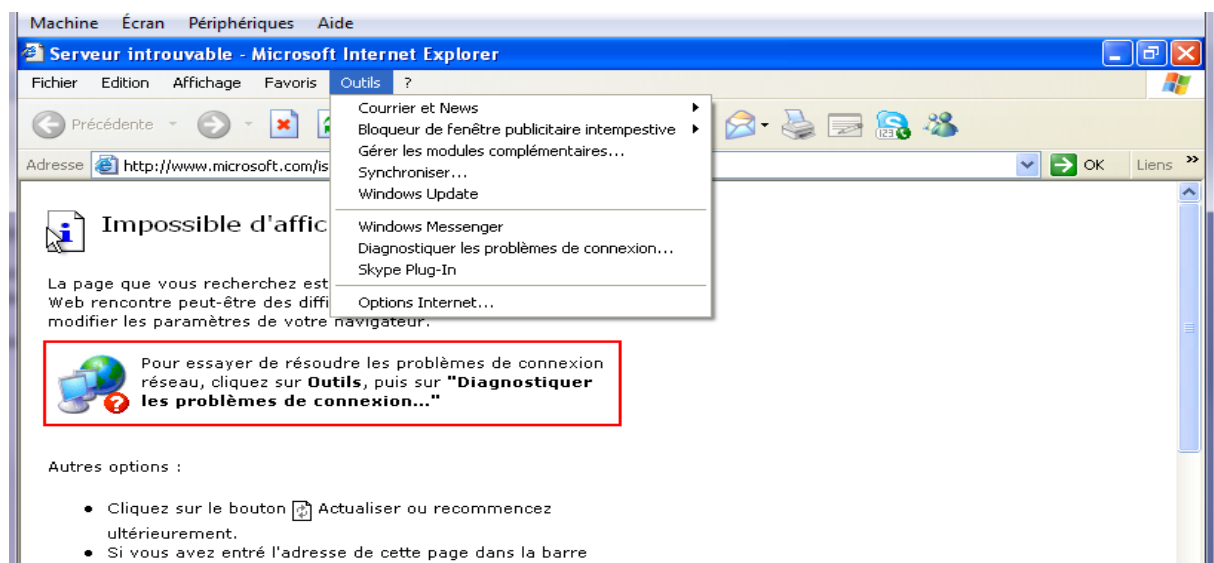 Machine Écran Périphériques Aide
Serveur introuvable - Microsoft Internet Explorer
Fichier Edition Affichage Favoris Outils ?
Courrier et News
Bloqueur de fenêtre publicitaire intempestive
Gérer les modules complémentaires...
Synchroniser...
Windows Update
Windows Messenger
Diagnostiquer les problèmes de connexion...
Skype Plug-In
Options Internet...
Précédente
123
Adresse http://www.microsoft.com/is OK Liens »
Impossible d'affic
La page que vous recherchez est
Web rencontre peut-être des diffi
modifier les paramètres de votre navigateur.
Pour essayer de résoudre les problèmes de connexion
réseau, cliquez sur Outils, puis sur "Diagnostiquer
les problèmes de connexion..."
Autres options :
• Cliquez sur le bouton Actualiser ou recommencez
ultérieurement.
• Si vous avez entré l'adresse de cette page dans la barre